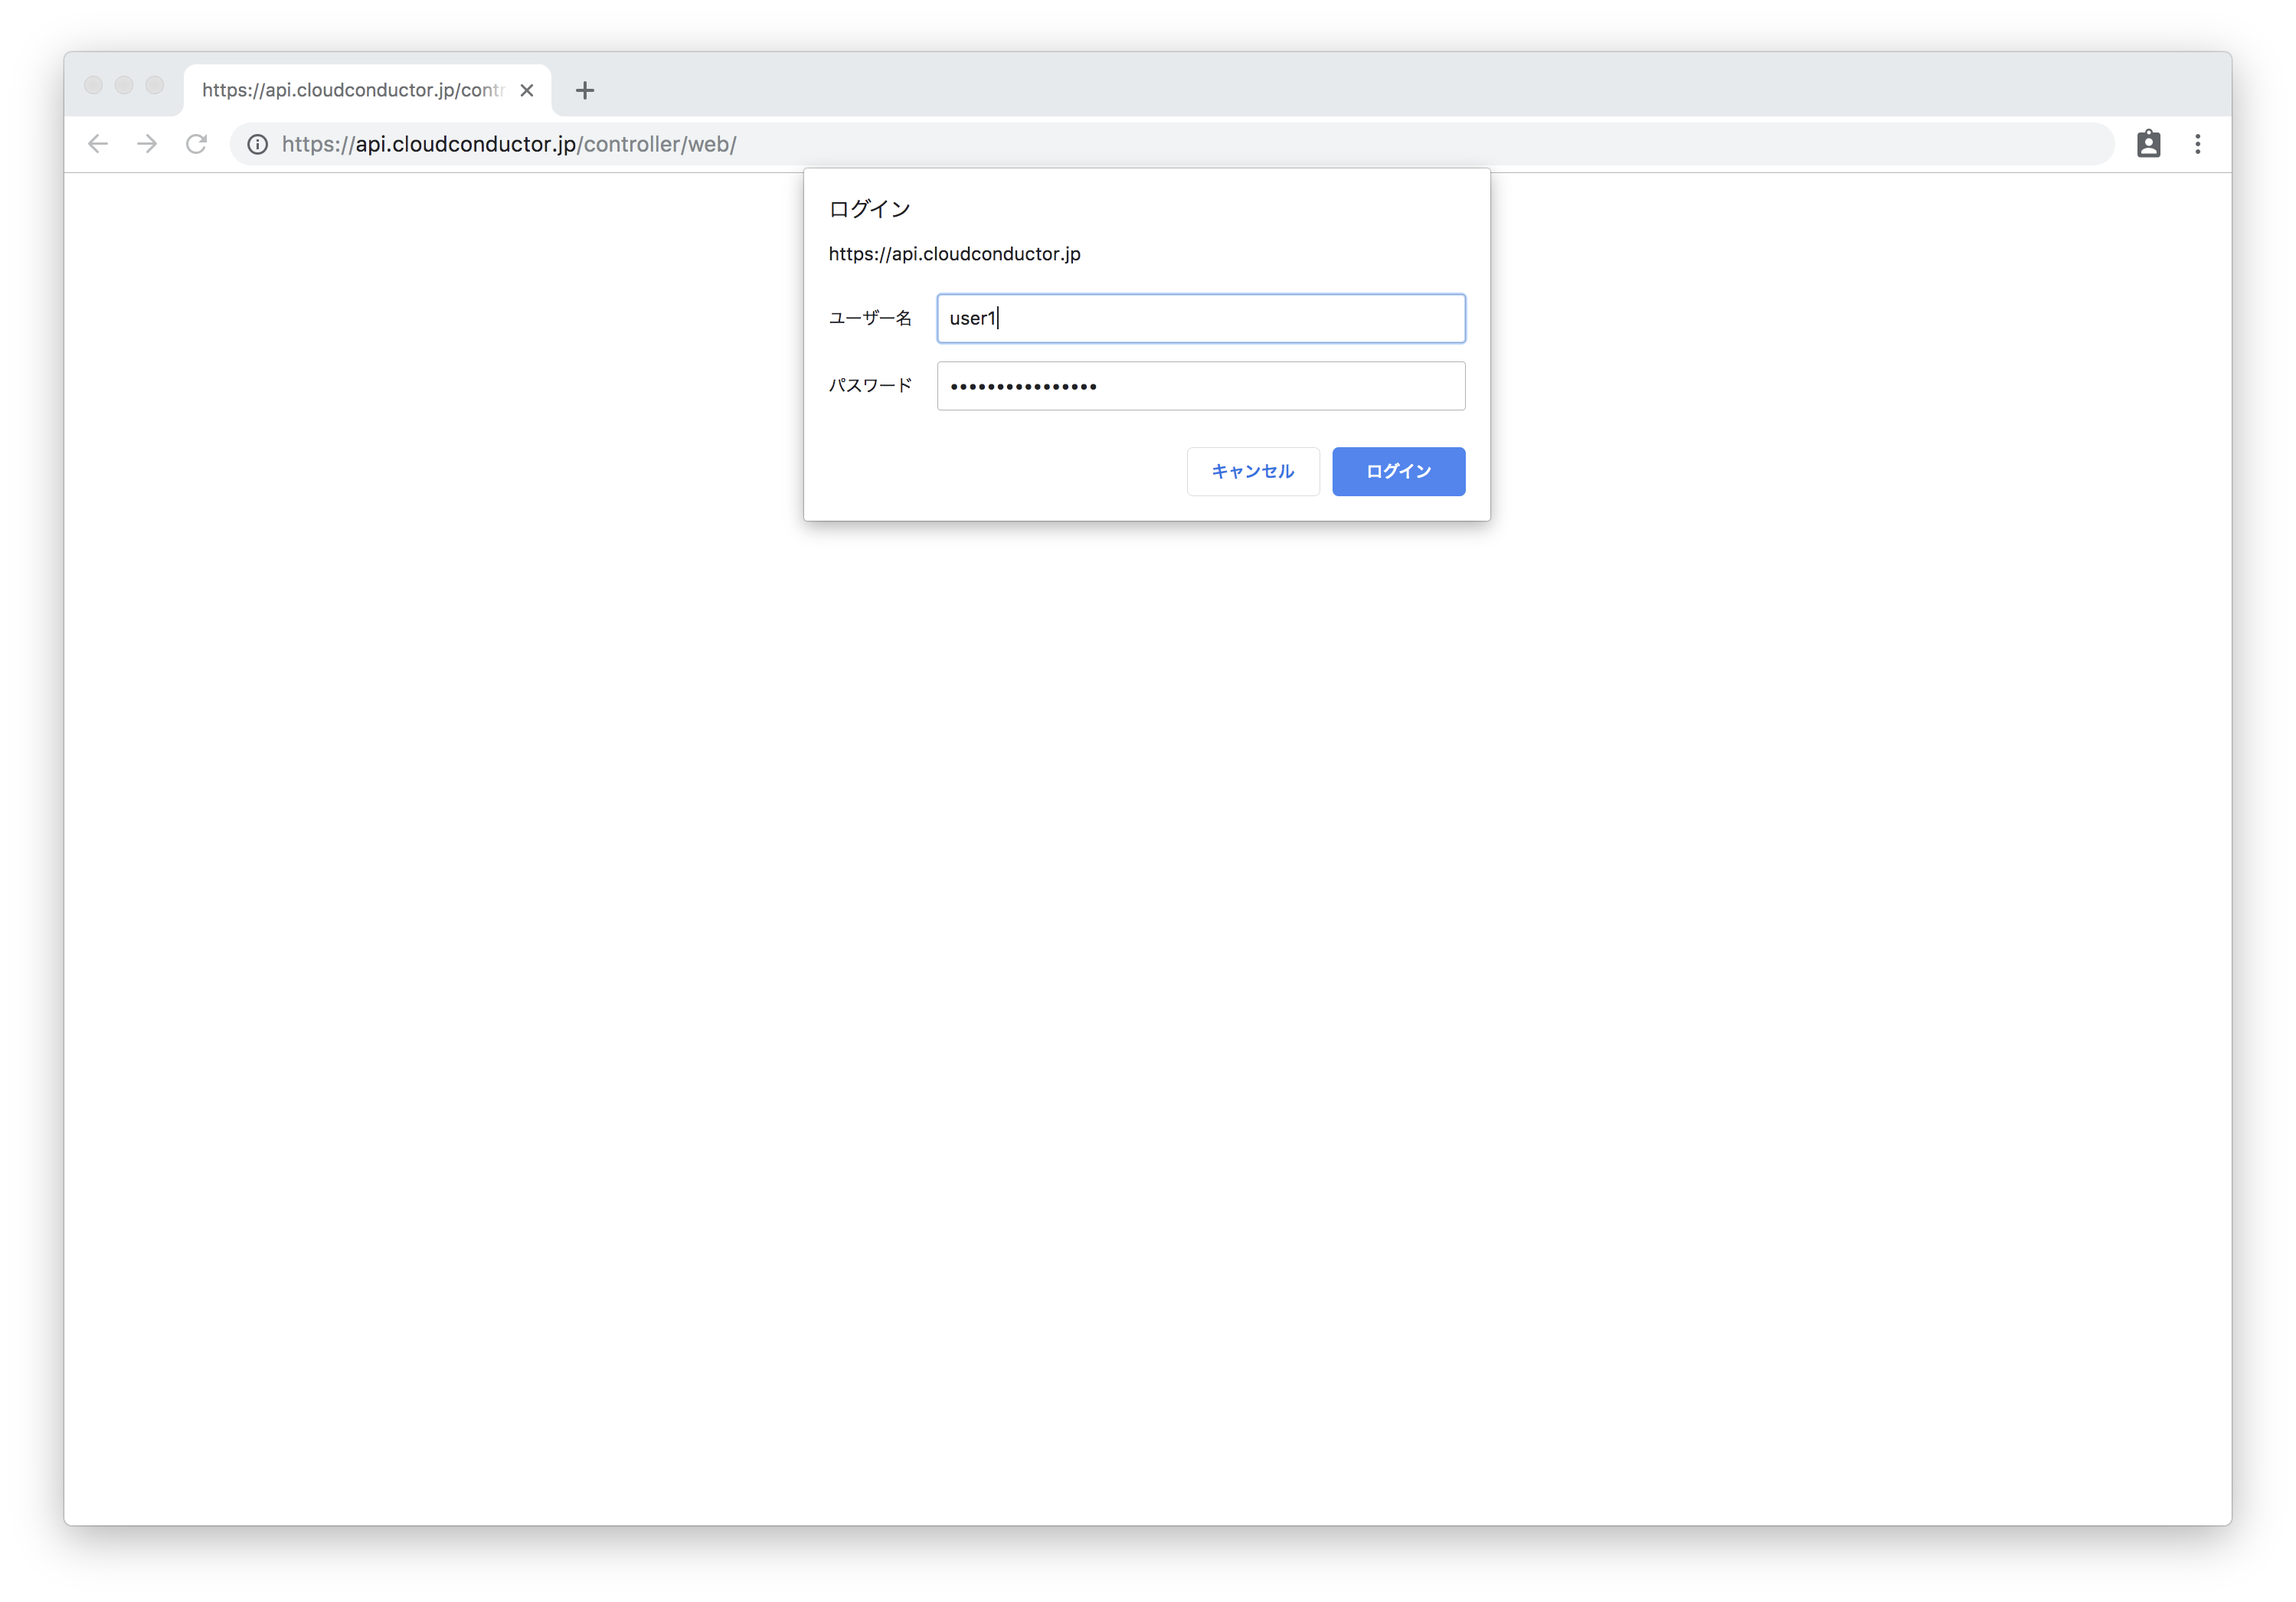 https://api.cloudconductor.jp/contr
https://api.cloudconductor.jp/controller/web/
ログイン
https://api.cloudconductor.jp
ユーザー名 user1
パスワード ••••••••••••••••
キャンセル ログイン